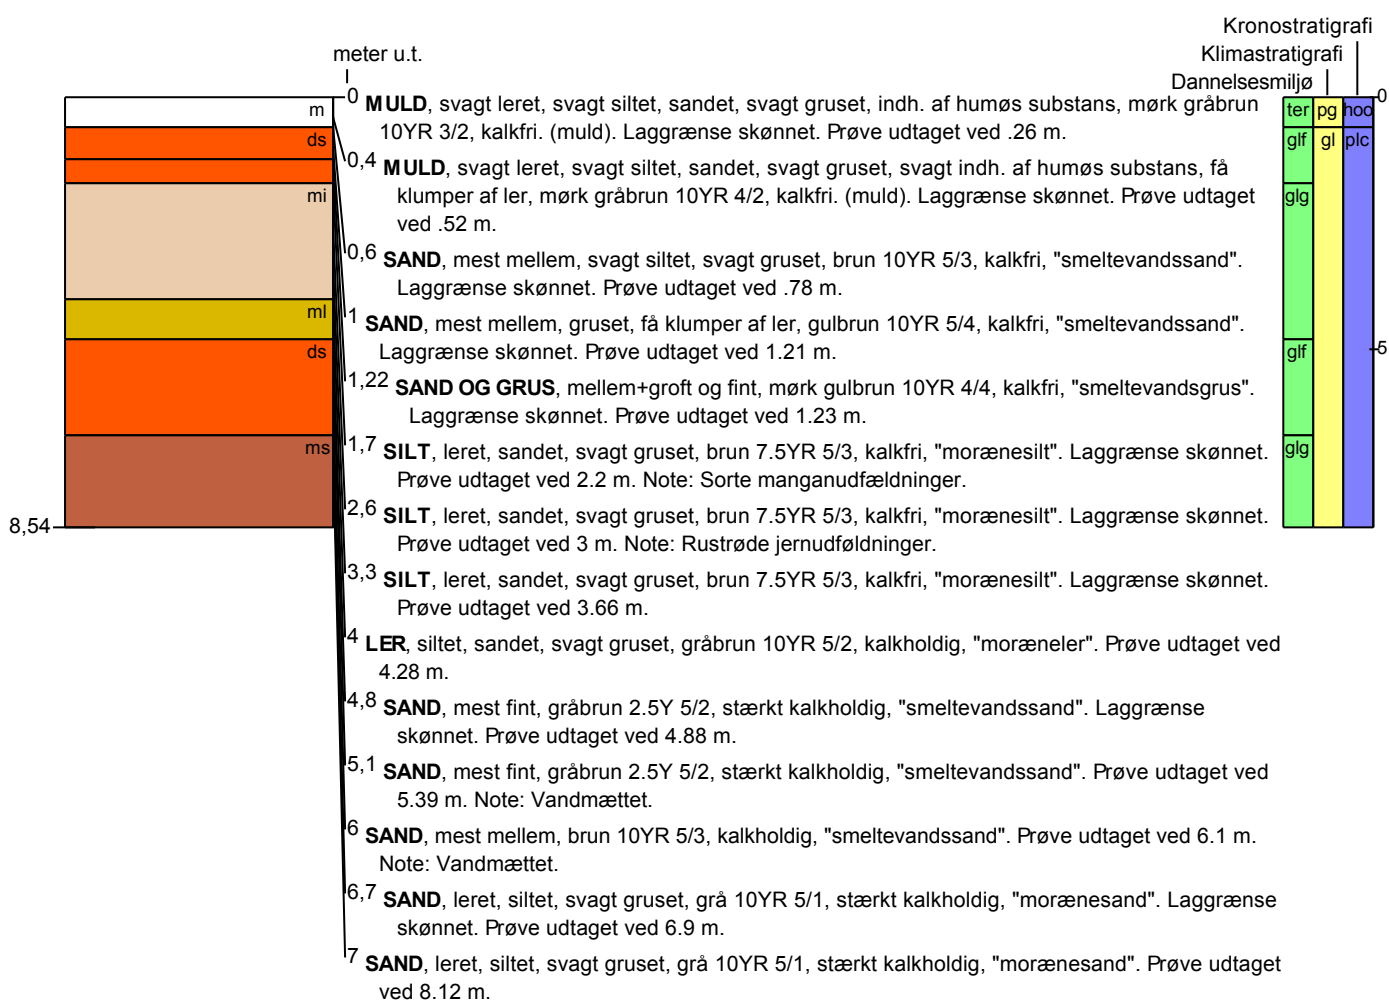 Kronostratigrafi
meter u.t.
Klimastratigrafi
Dannelsesmiljø
m
ds
mi
ml
ds
ms
8,54
0 MULD, svagt leret, svagt siltet, sandet, svagt gruset, indh. af humøs substans, mørk gråbrun
10YR 3/2, kalkfri. (muld). Laggrænse skønnet. Prøve udtaget ved .26 m.
0,4 MULD, svagt leret, svagt siltet, sandet, svagt gruset, svagt indh. af humøs substans, få
klumper af ler, mørk gråbrun 10YR 4/2, kalkfri. (muld). Laggrænse skønnet. Prøve udtaget
ved .52 m.
0,6 SAND, mest mellem, svagt siltet, svagt gruset, brun 10YR 5/3, kalkfri, "smeltevandssand".
Laggrænse skønnet. Prøve udtaget ved .78 m.
1 SAND, mest mellem, gruset, få klumper af ler, gulbrun 10YR 5/4, kalkfri, "smeltevandssand".
Laggrænse skønnet. Prøve udtaget ved 1.21 m.
1,22 SAND OG GRUS, mellem+groft og fint, mørk gulbrun 10YR 4/4, kalkfri, "smeltevandsgrus".
Laggrænse skønnet. Prøve udtaget ved 1.23 m.
1,7 SILT, leret, sandet, svagt gruset, brun 7.5YR 5/3, kalkfri, "morænesilt". Laggrænse skønnet.
Prøve udtaget ved 2.2 m. Note: Sorte manganudfældninger.
2,6 SILT, leret, sandet, svagt gruset, brun 7.5YR 5/3, kalkfri, "morænesilt". Laggrænse skønnet.
Prøve udtaget ved 3 m. Note: Rustrøde jernudføldninger.
3,3 SILT, leret, sandet, svagt gruset, brun 7.5YR 5/3, kalkfri, "morænesilt". Laggrænse skønnet.
Prøve udtaget ved 3.66 m.
4 LER, siltet, sandet, svagt gruset, gråbrun 10YR 5/2, kalkholdig, "moræneler". Prøve udtaget ved
4.28 m.
4,8 SAND, mest fint, gråbrun 2.5Y 5/2, stærkt kalkholdig, "smeltevandssand". Laggrænse
skønnet. Prøve udtaget ved 4.88 m.
5,1 SAND, mest fint, gråbrun 2.5Y 5/2, stærkt kalkholdig, "smeltevandssand". Prøve udtaget ved
5.39 m. Note: Vandmættet.
6 SAND, mest mellem, brun 10YR 5/3, kalkholdig, "smeltevandssand". Prøve udtaget ved 6.1 m.
Note: Vandmættet.
6,7 SAND, leret, siltet, svagt gruset, grå 10YR 5/1, stærkt kalkholdig, "morænesand". Laggrænse
skønnet. Prøve udtaget ved 6.9 m.
7 SAND, leret, siltet, svagt gruset, grå 10YR 5/1, stærkt kalkholdig, "morænesand". Prøve udtaget
ved 8.12 m.
ter pg hoo 0
glf gl plc
glg
glf 5
glg